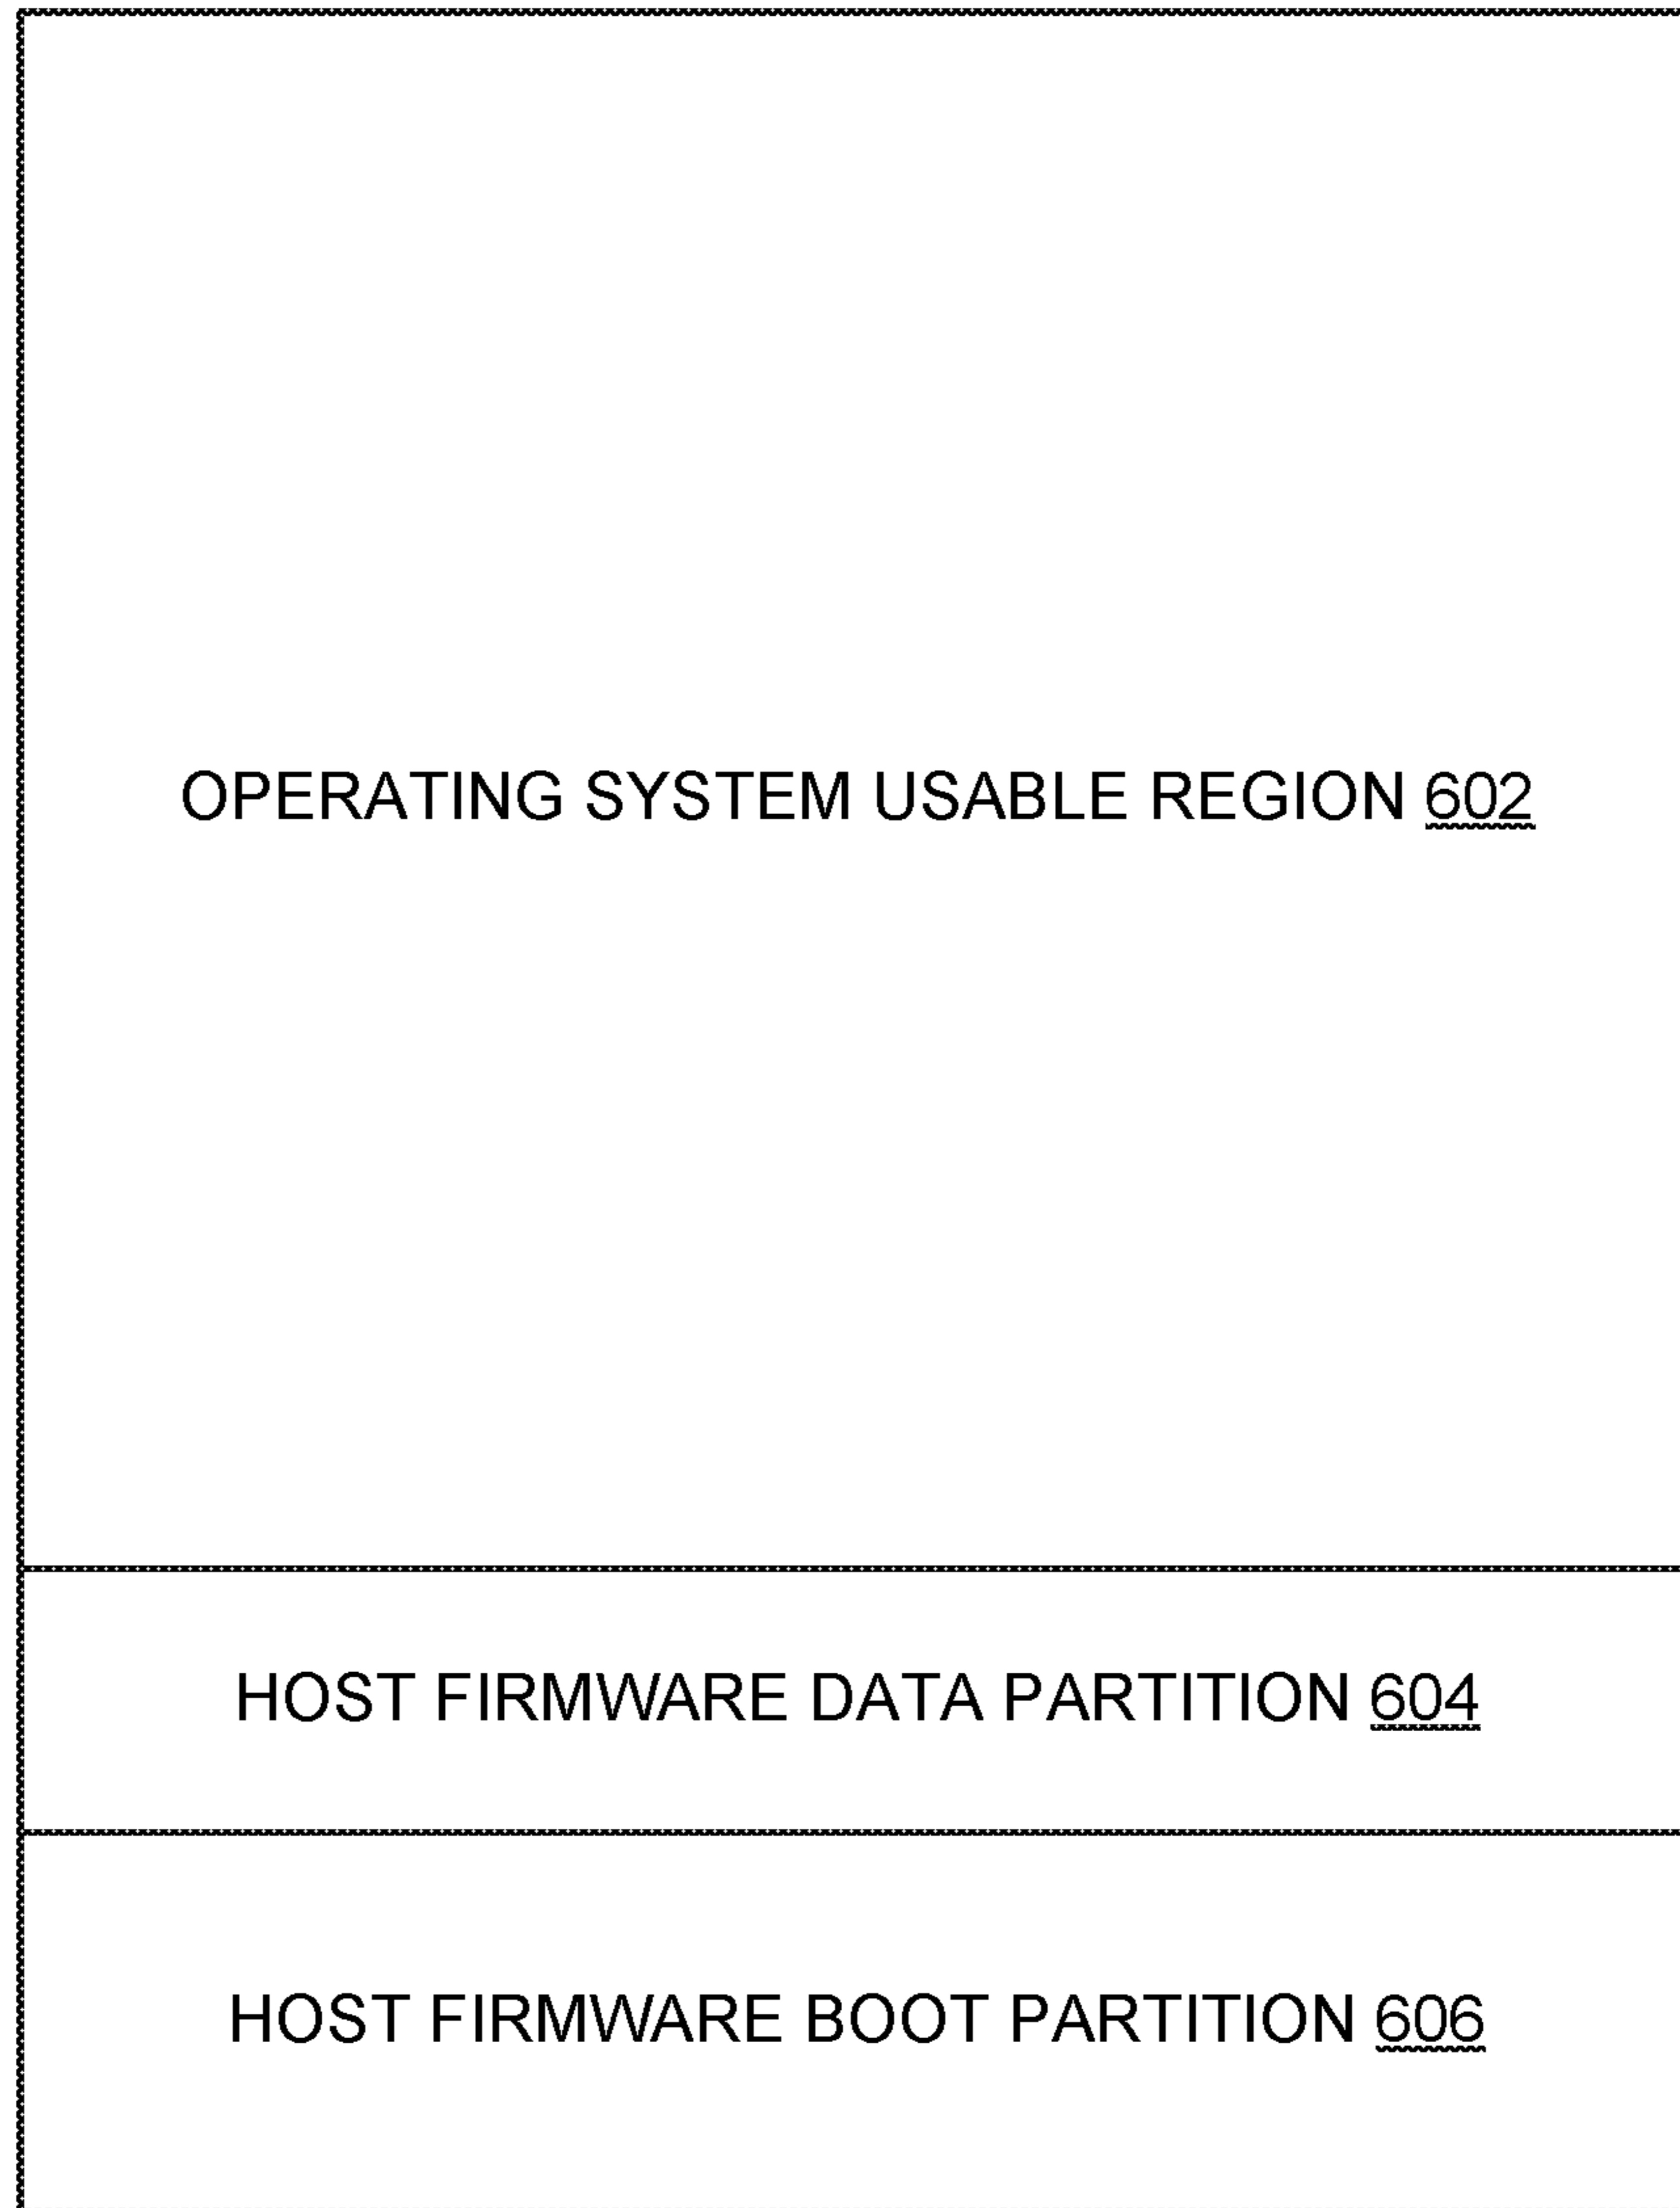 OPERATING SYSTEM USABLE REGION 602
HOST FIRMWARE DATA PARTITION 604
HOST FIRMWARE BOOT PARTITION 606